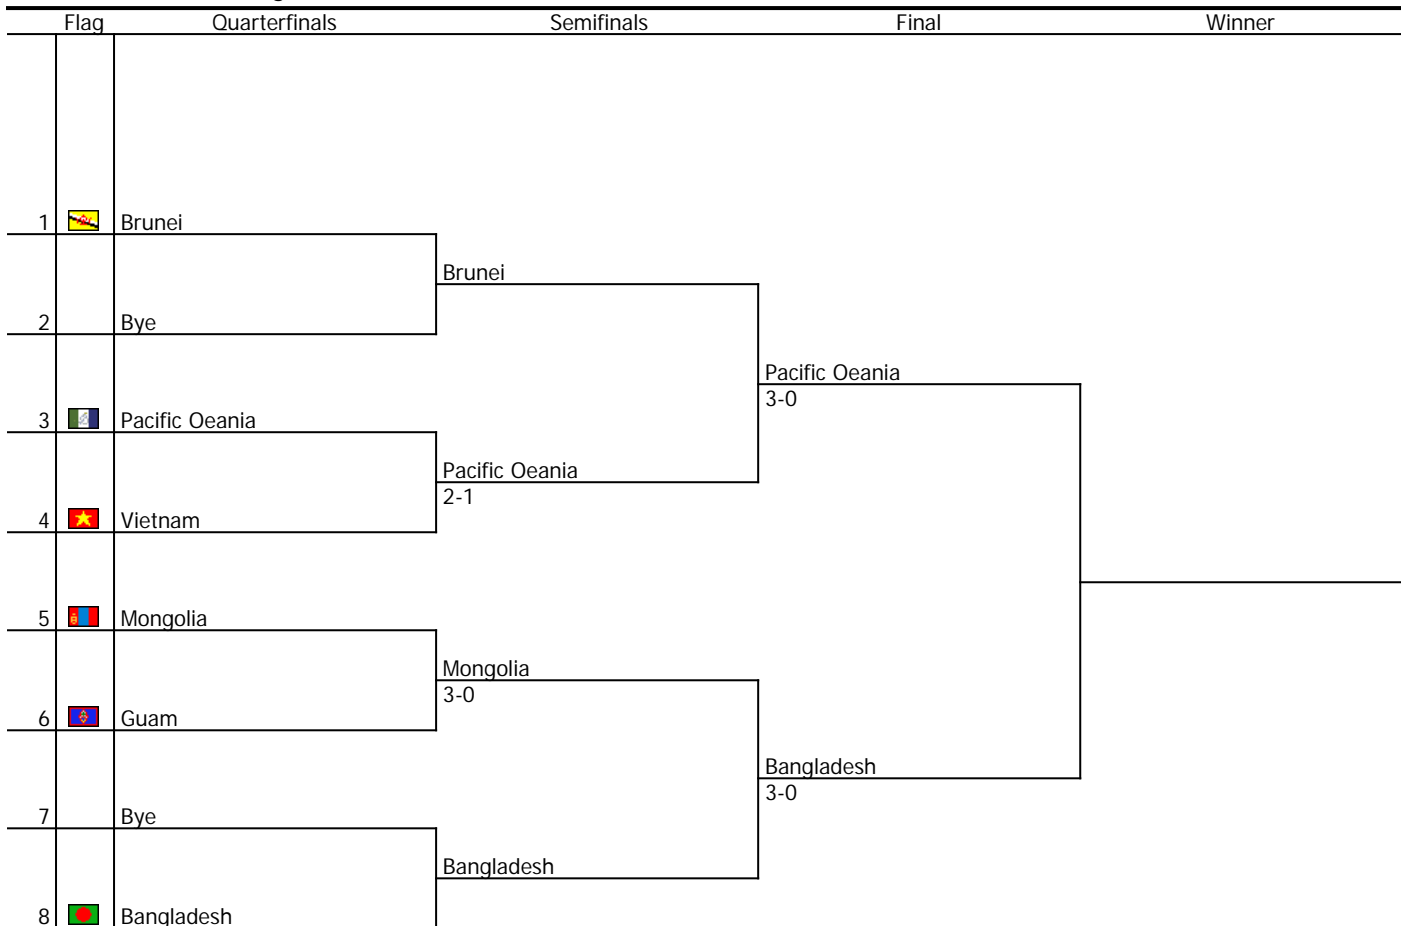 Flag Quarterfinals Semifinals Final Winner
1 Brunei
Brunei
2 Bye
Pacific Oeania
3-0
3 Pacific Oeania
Pacific Oeania
2-1
4 Vietnam
5 Mongolia
Mongolia
3-0
6 Guam
Bangladesh
3-0
7 Bye
Bangladesh
8 Bangladesh